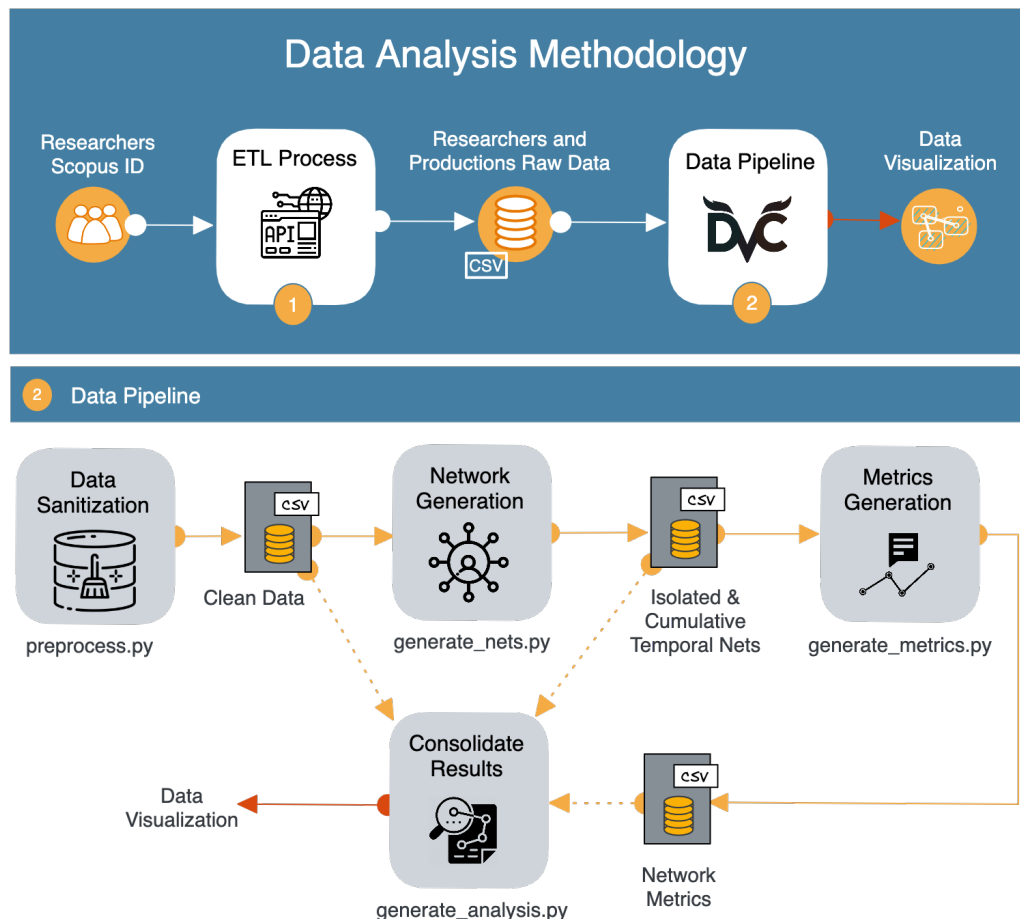 Data Analysis Methodology
Researchers
Scopus ID
ETL Process
API
1
Researchers and
Productions Raw Data
CSV
Data Pipeline
DVC
2
Data
Visualization
2
Data Pipeline
Data
Sanitization
preprocess.py
CSV
Clean Data
Network
Generation
generate_nets.py
CSV
Isolated &
Cumulative
Temporal Nets
Metrics
Generation
generate_metrics.py
Consolidate
Results
generate_analysis.py
Data
Visualization
CSV
Network
Metrics